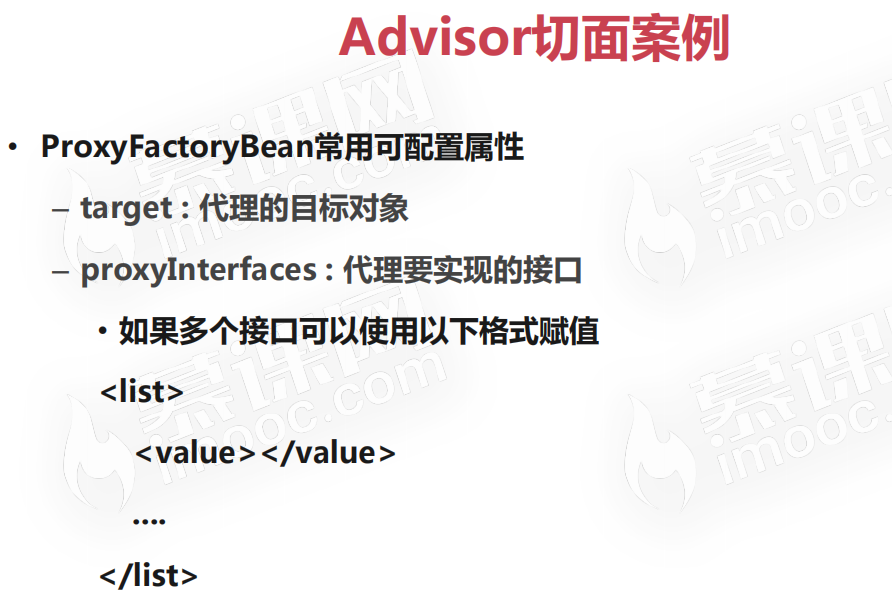 Advisor切面案例
• ProxyFactoryBean常用可配置属性
– target : 代理的目标对象
– proxyInterfaces : 代理要实现的接口
• 如果多个接口可以使用以下格式赋值
<list>
<value></value>
....
</list>
慕课网
imooc.com
慕课
imooc.
慕课网
imooc.com
慕课
imooc.